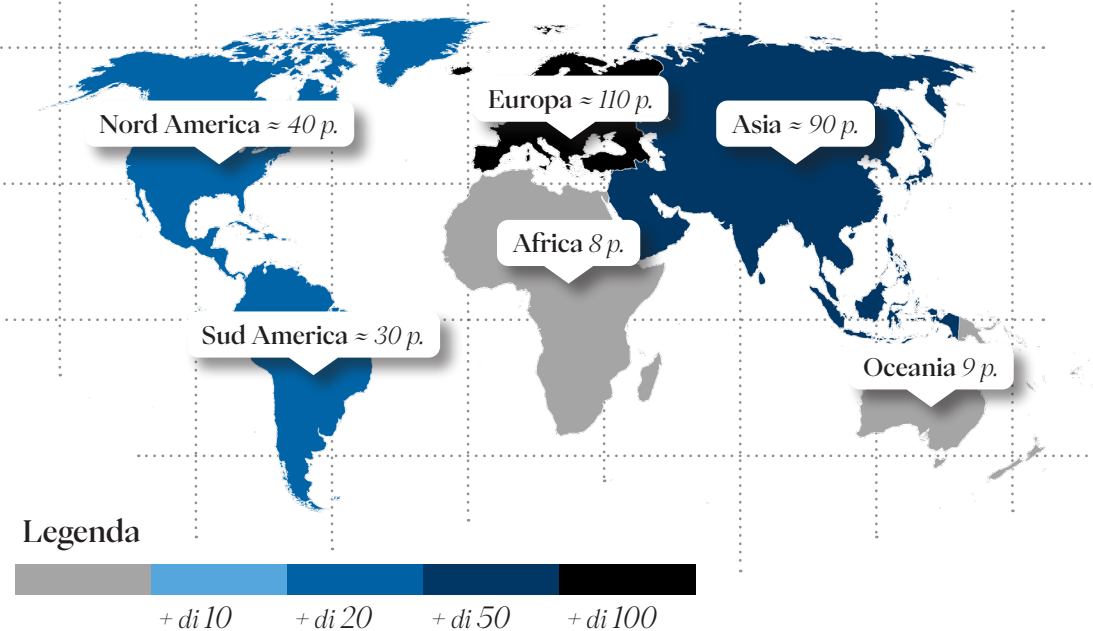 Europa ≈ 110 p.
Nord America ≈ 40 p.
Asia ≈ 90 p.
Africa 8 p.
Sud America ≈ 30 p.
Oceania 9 p.
Legenda
+ di 10
+ di 20
+ di 50
+ di 100